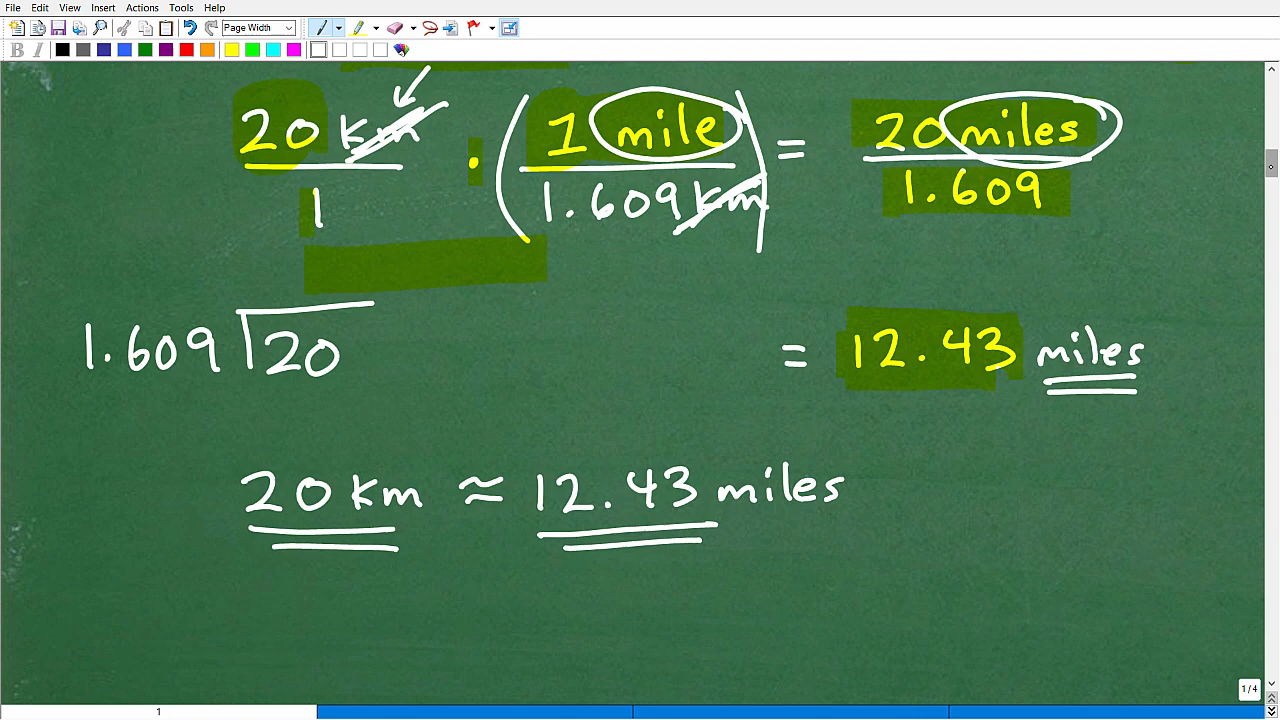 File Edit View Insert Actions Tools Help
Page Width
B I
20 km / 1 · ( 1 mile / 1.609 km ) = 20 miles / 1.609
1.609 20 = 12.43 miles
20 km ≈ 12.43 miles
1/4
1